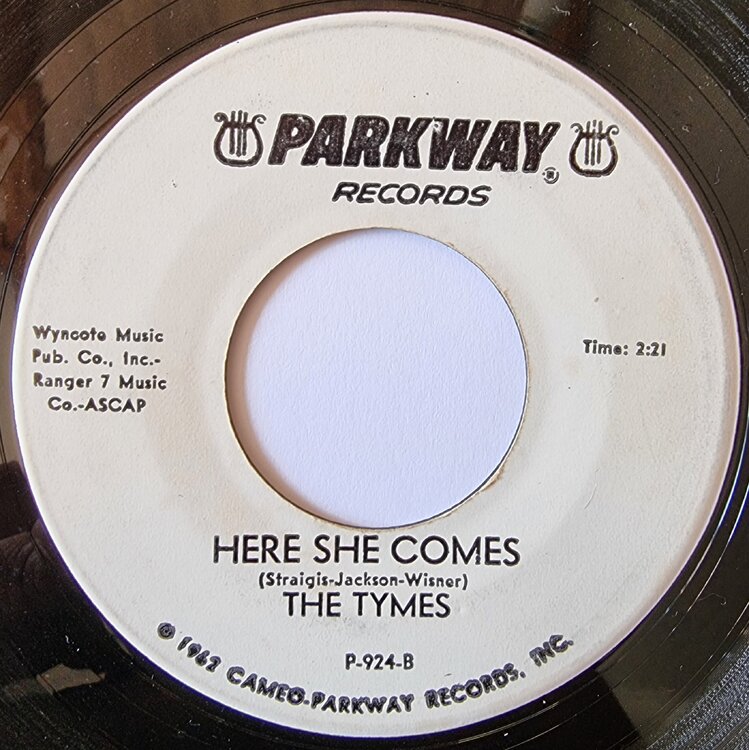 PARKWAY ®
RECORDS
Wyncote Music
Pub. Co., Inc.-
Ranger 7 Music
Co.-ASCAP
Time: 2:21
HERE SHE COMES
(Straigis-Jackson-Wisner)
THE TYMES
P-924-B
© 1962 CAMEO-PARKWAY RECORDS, INC.